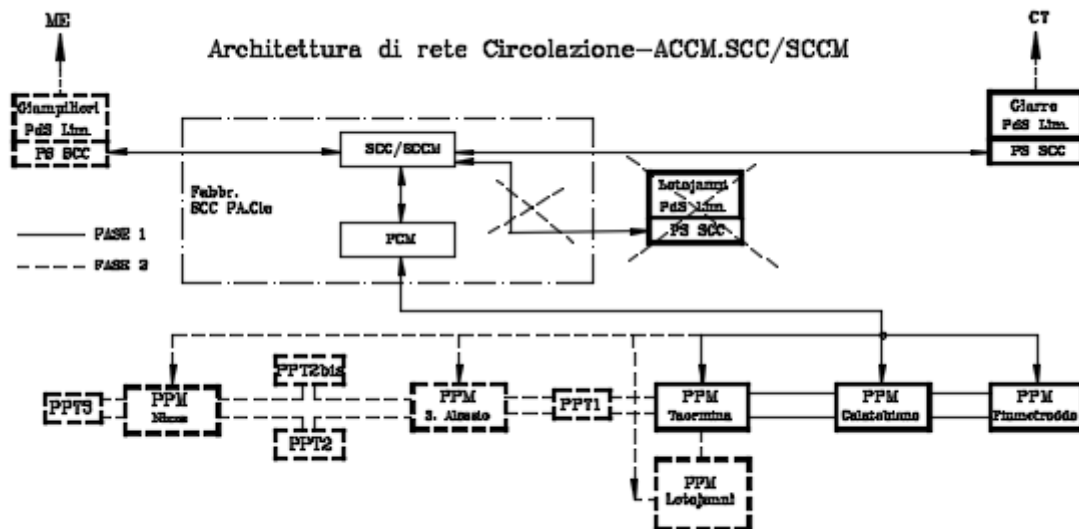 ME
CT
Architettura di rete Circolazione-ACCM.SCC/SCCM
Giampilieri
PdS Lim.
PS SCC
SCC/SCCM
Giarre
PdS Lim.
PS SCC
Fabbr.
SCC PA.Cle
Letojanni
PdS Lim.
PS SCC
PCM
FASE 1
FASE 2
PPT3
PPM
Nizza
PPT2bis
PPT2
PPM
S. Alessio
PPT1
PPM
Taormina
PPM
Calatabiano
PPM
Fiumefreddo
PPM
Letojanni